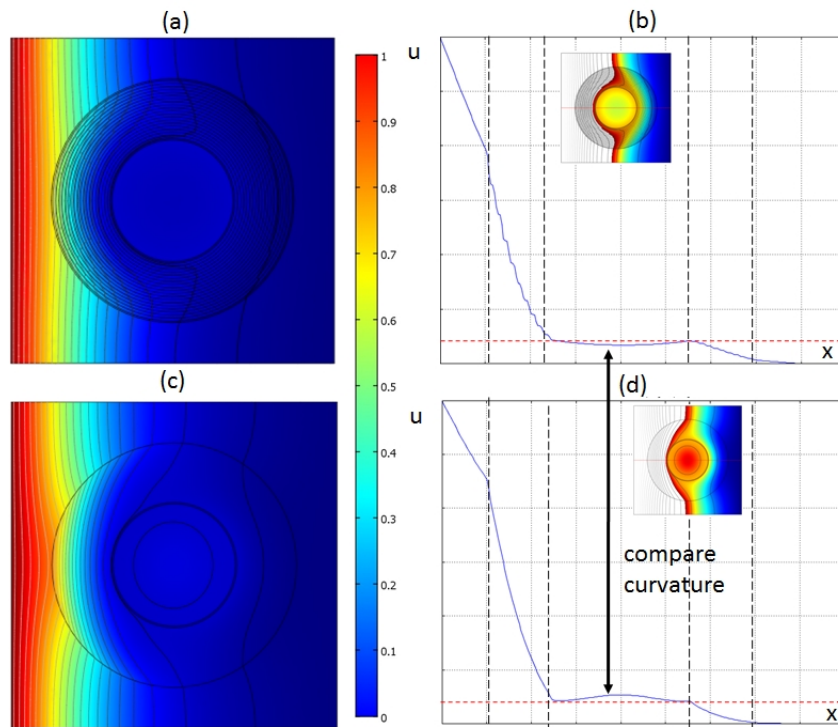 (a)
(b)
u
x
1
0.9
0.8
0.7
0.6
0.5
0.4
0.3
0.2
0.1
0
(c)
(d)
u
compare
curvature
x